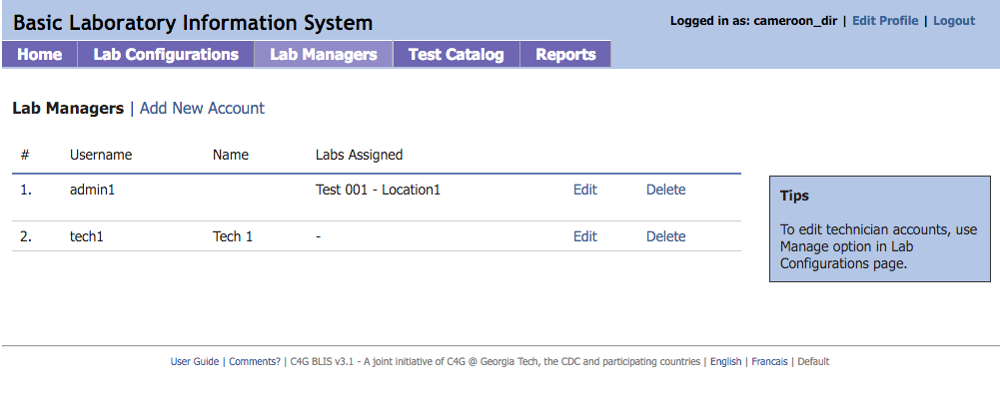 Basic Laboratory Information System
Logged in as: cameroon_dir | Edit Profile | Logout
Home Lab Configurations Lab Managers Test Catalog Reports
Lab Managers | Add New Account
# Username Name Labs Assigned
1. admin1 Test 001 - Location1 Edit Delete
2. tech1 Tech 1 - Edit Delete
Tips
To edit technician accounts, use
Manage option in Lab
Configurations page.
User Guide | Comments? | C4G BLIS v3.1 - A joint initiative of C4G @ Georgia Tech, the CDC and participating countries | English | Francais | Default